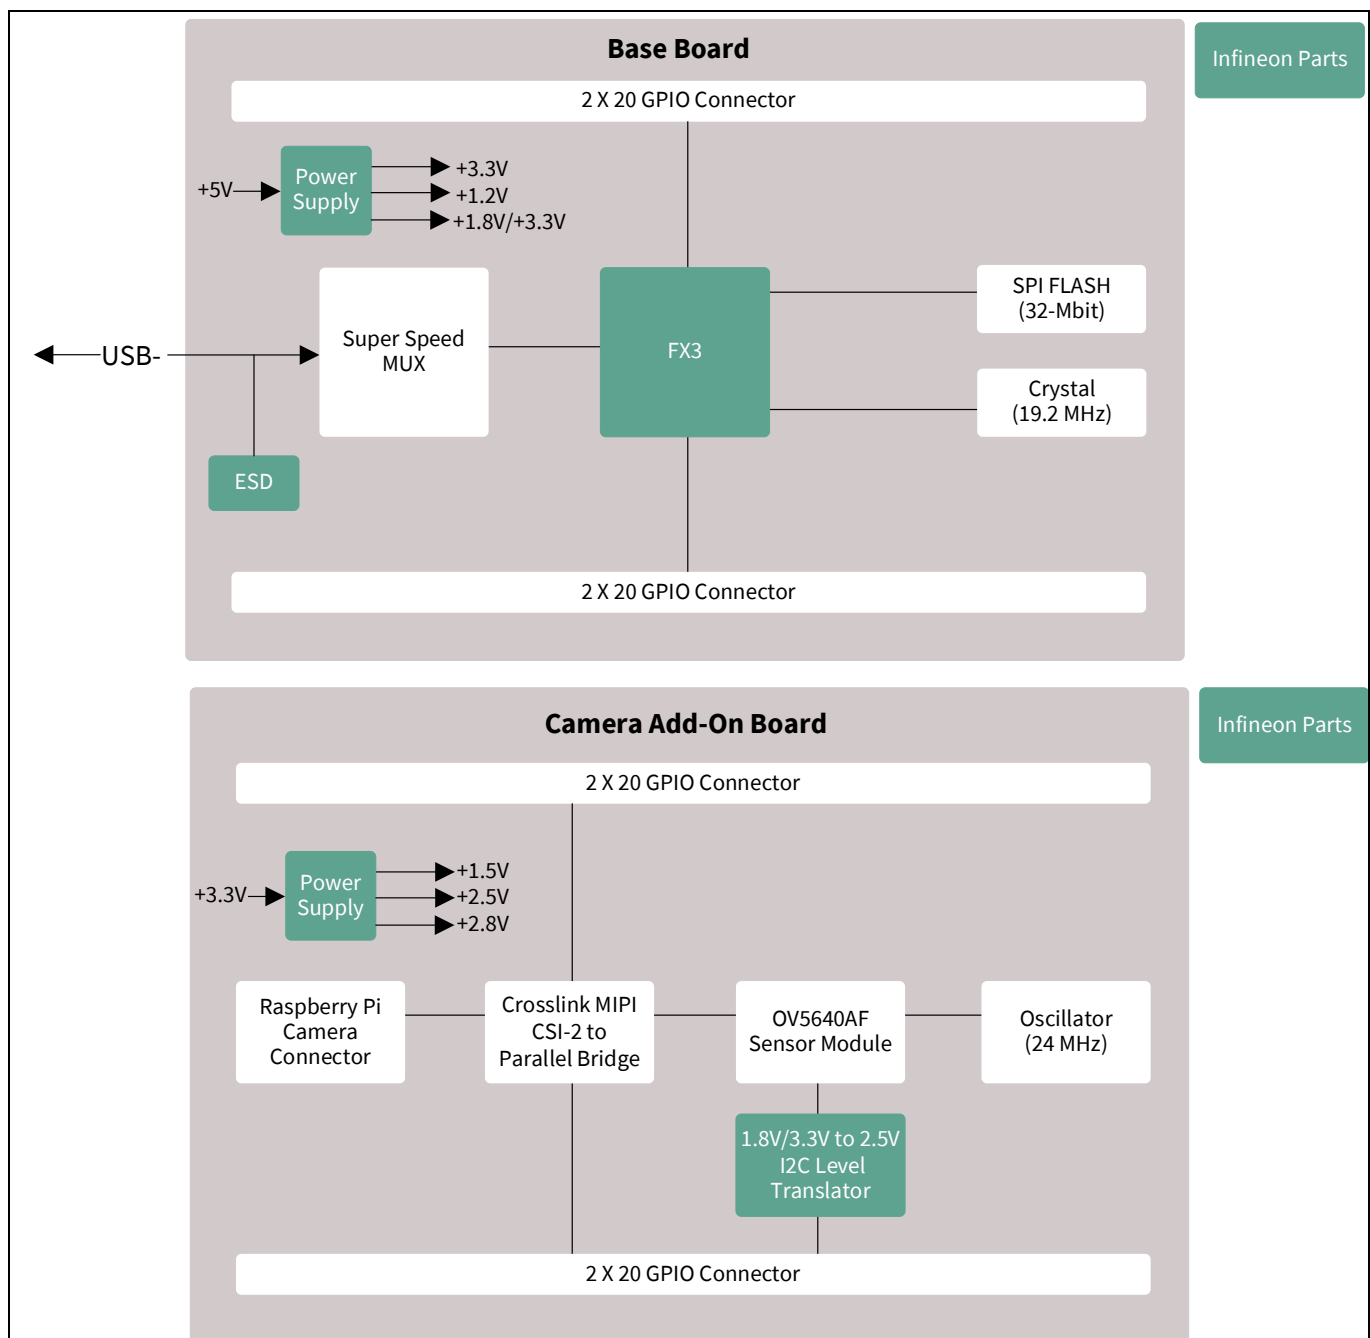 Base Board
Infineon Parts
2 X 20 GPIO Connector
+5V
Power
Supply
+3.3V
+1.2V
+1.8V/+3.3V
USB-
Super Speed
MUX
FX3
SPI FLASH
(32-Mbit)
Crystal
(19.2 MHz)
ESD
2 X 20 GPIO Connector
Camera Add-On Board
Infineon Parts
2 X 20 GPIO Connector
+3.3V
Power
Supply
+1.5V
+2.5V
+2.8V
Raspberry Pi
Camera
Connector
Crosslink MIPI
CSI-2 to
Parallel Bridge
OV5640AF
Sensor Module
Oscillator
(24 MHz)
1.8V/3.3V to 2.5V
I2C Level
Translator
2 X 20 GPIO Connector